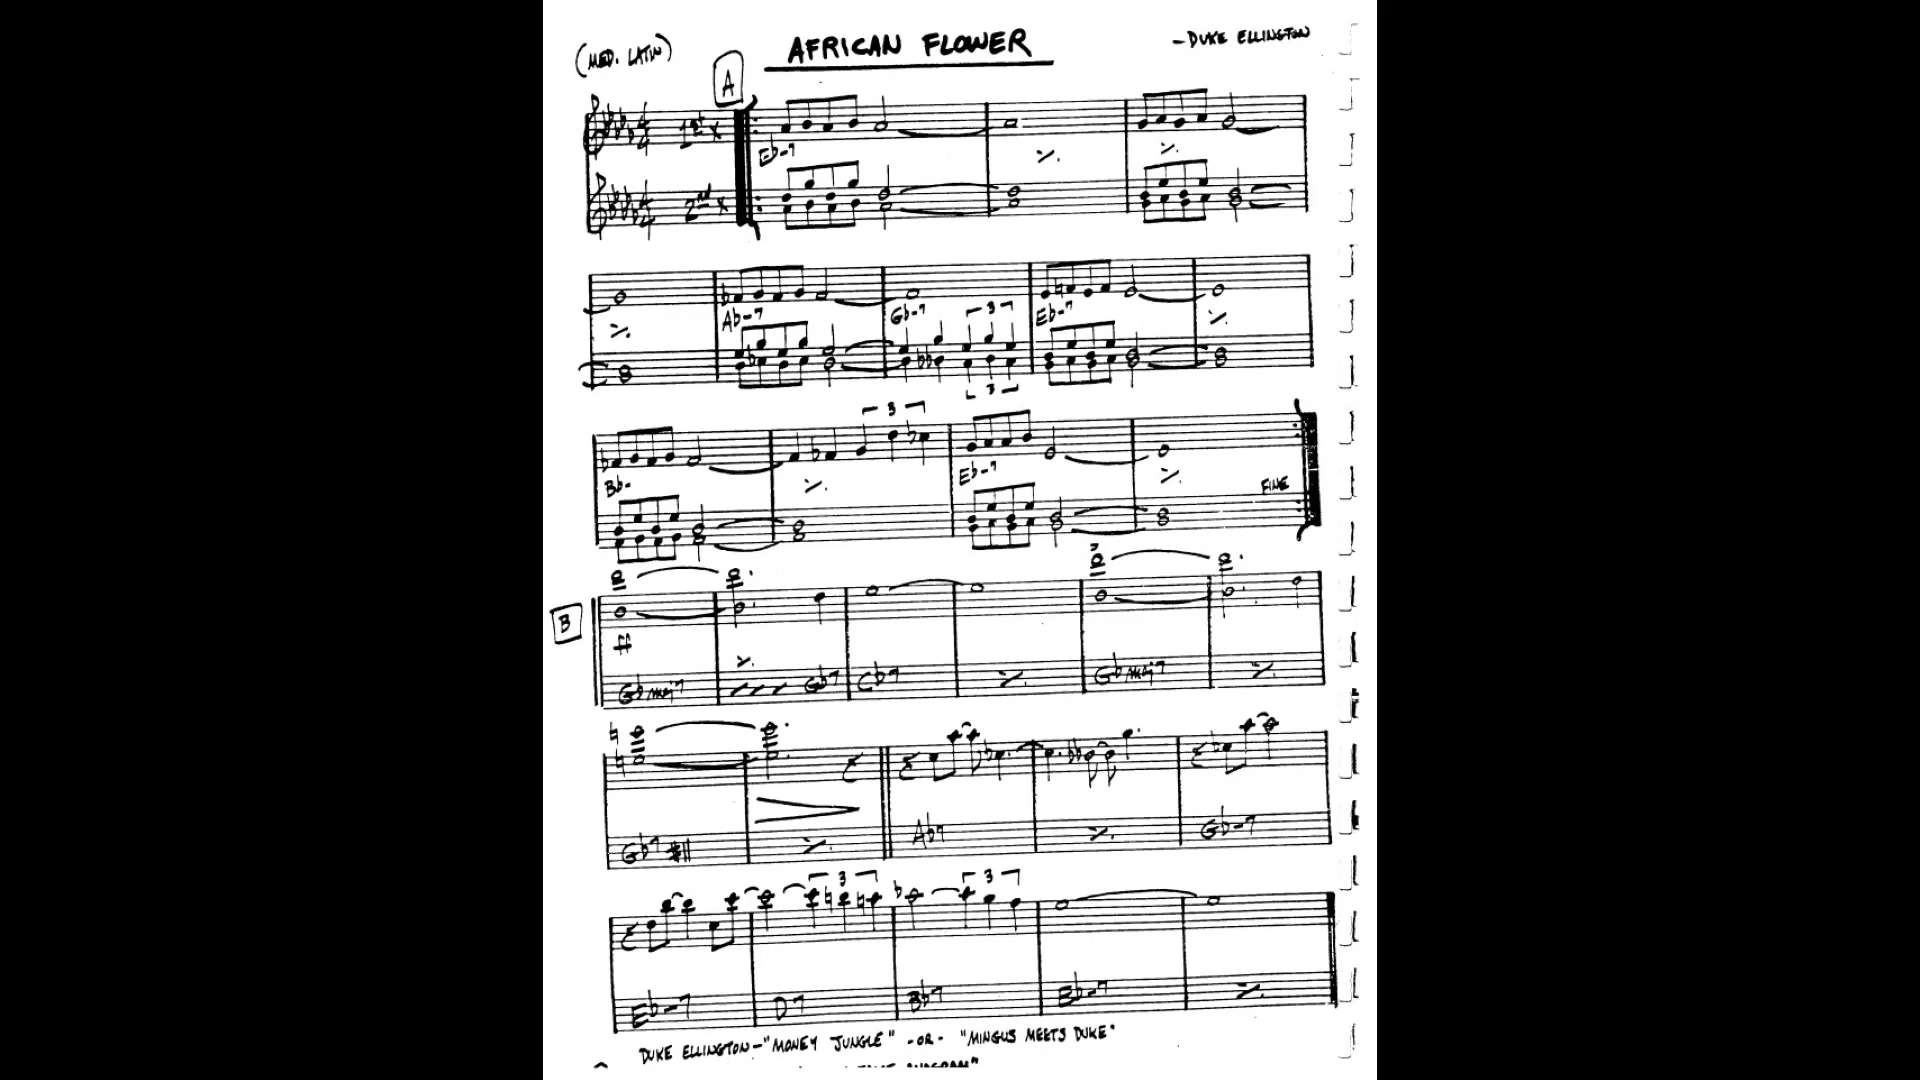 (MED. LATIN) AFRICAN FLOWER -DUKE ELLINGTON
A
1st X
Eb-7
2nd X
3
Ab-7 Gb-7 Eb-7
3
3
Bb- Eb-7
FINE
B
ff
Gbmaj7 Gb7 Cb7 Gbmaj7
Gb7#11 Ab7 Gb-7
3 3
Eb-7 D7 Bb7 Eb-7
DUKE ELLINGTON-"MONEY JUNGLE" -OR- "MINGUS MEETS DUKE"